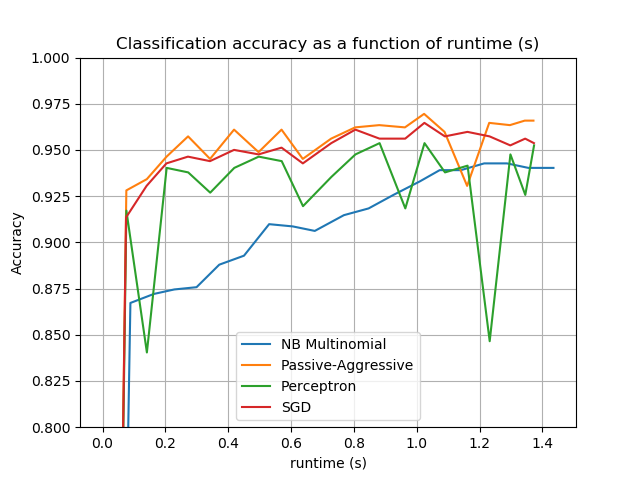 Classification accuracy as a function of runtime (s)
1.000
0.975
0.950
0.925
0.900
0.875
0.850
0.825
0.800
Accuracy
NB Multinomial
Passive-Aggressive
Perceptron
SGD
0.0 0.2 0.4 0.6 0.8 1.0 1.2 1.4
runtime (s)